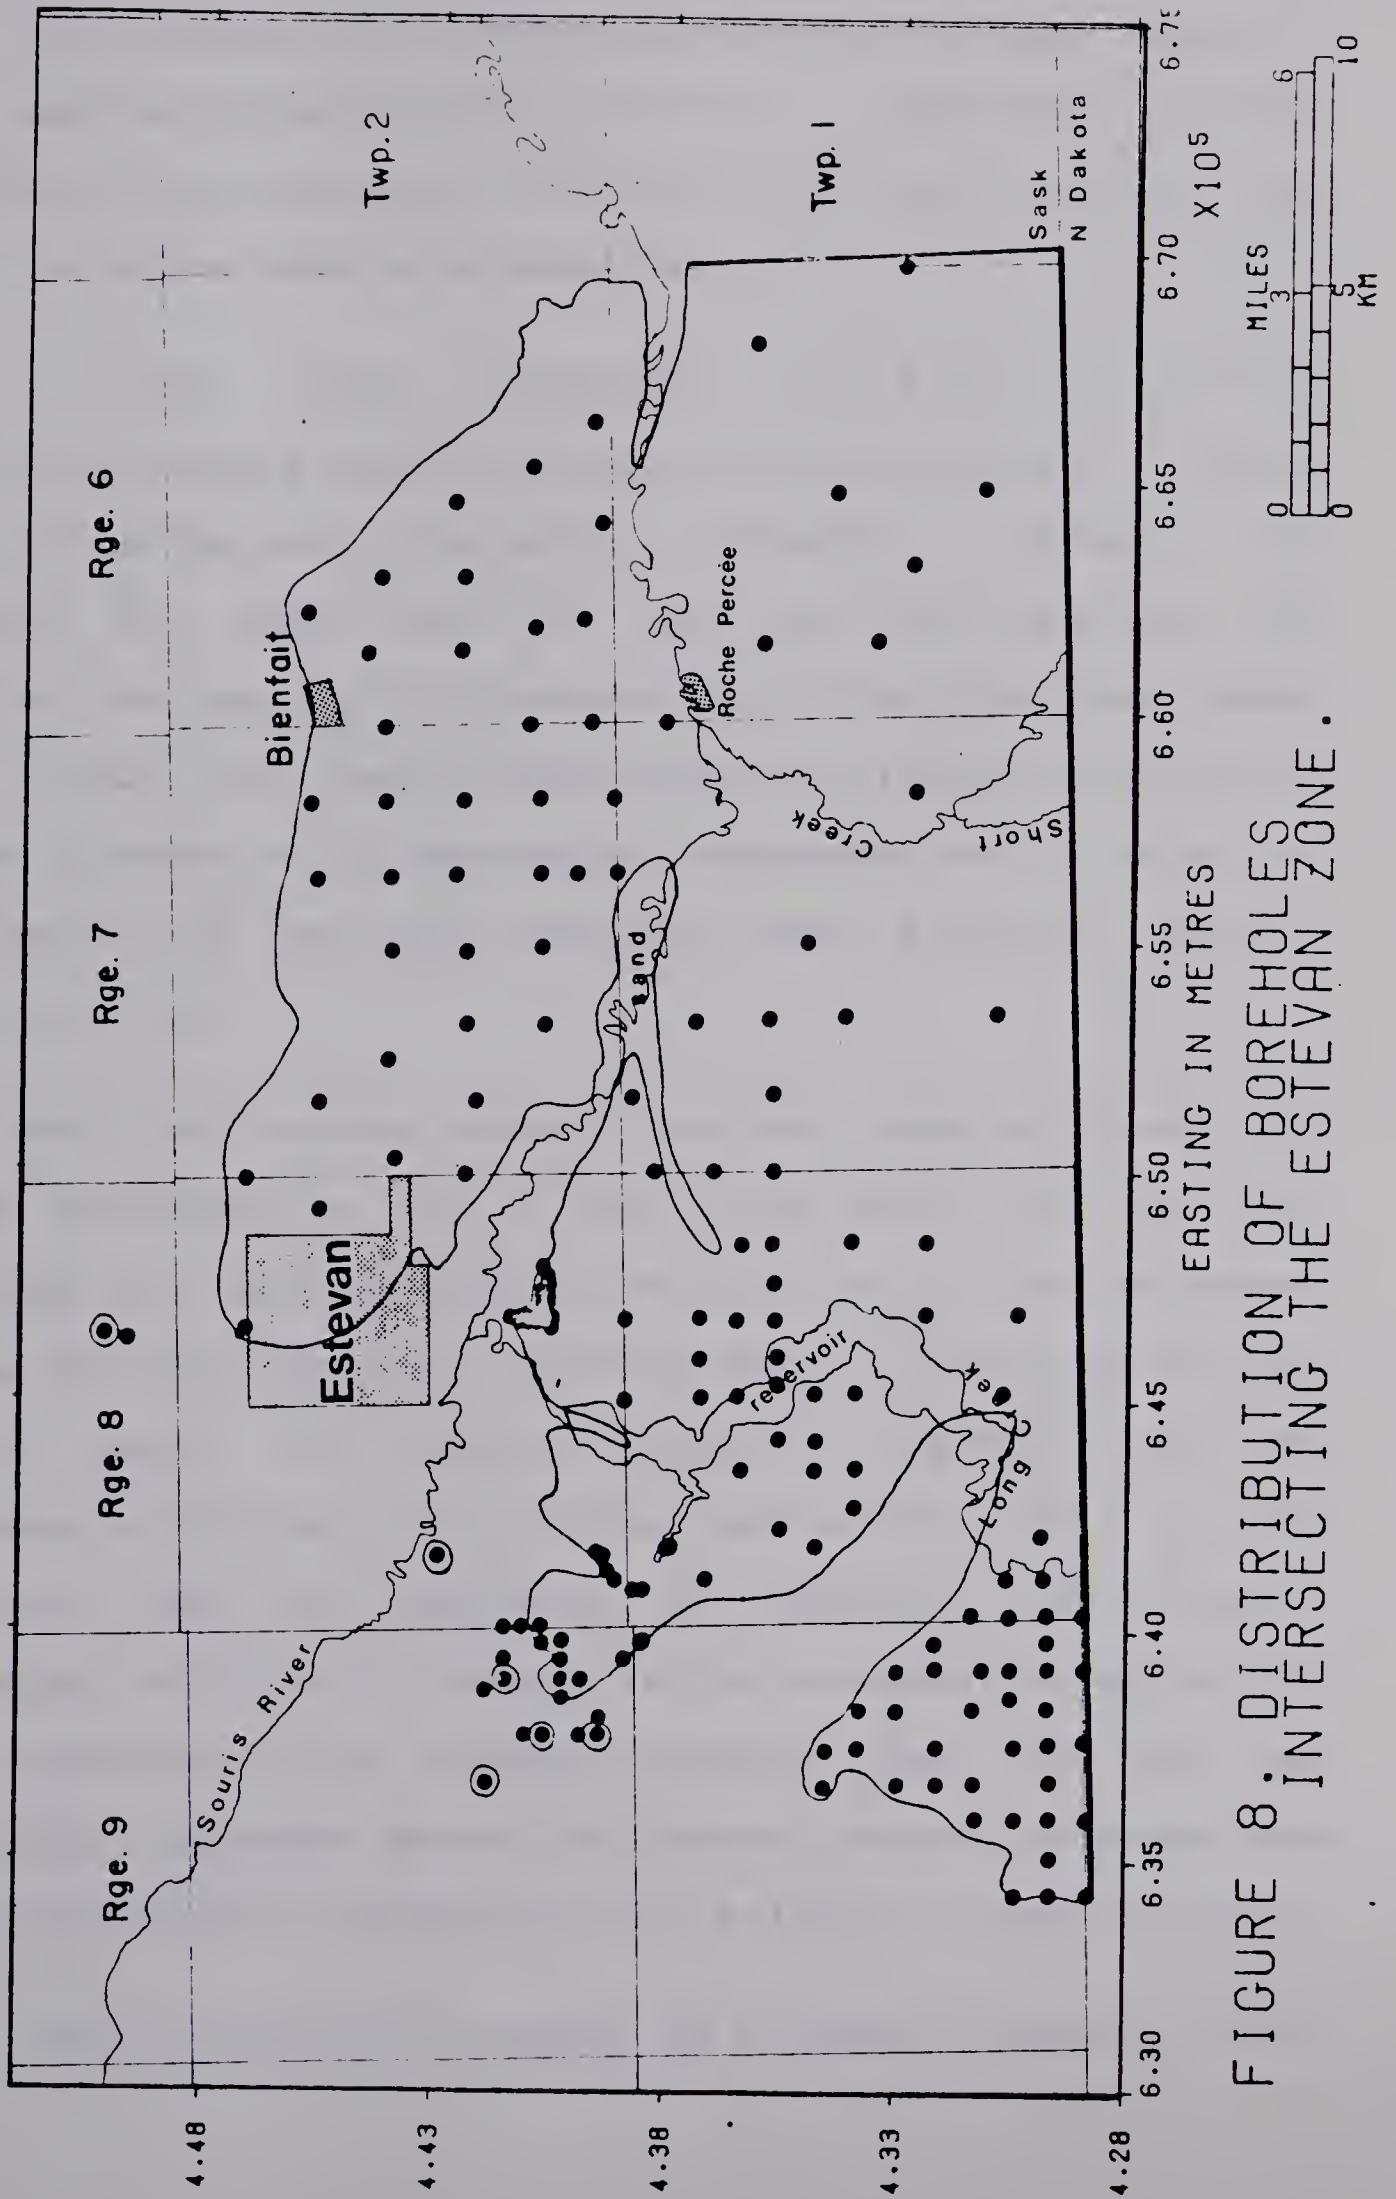 Rge. 9
Rge. 8
Rge. 7
Rge. 6
Twp. 2
Twp. 1
Souris River
Estevan
Bienfait
Roche Percée
Short
Creek
reservoir
Long
Sask
N Dakota
4.48
4.43
4.38
4.33
4.28
6.30
6.35
6.40
6.45
6.50
6.55
6.60
6.65
6.70
X10⁵
EASTING IN METRES
MILES
0 3 6
0 5 10
KM
FIGURE 8. DISTRIBUTION OF BOREHOLES
INTERSECTING THE ESTEVAN ZONE.